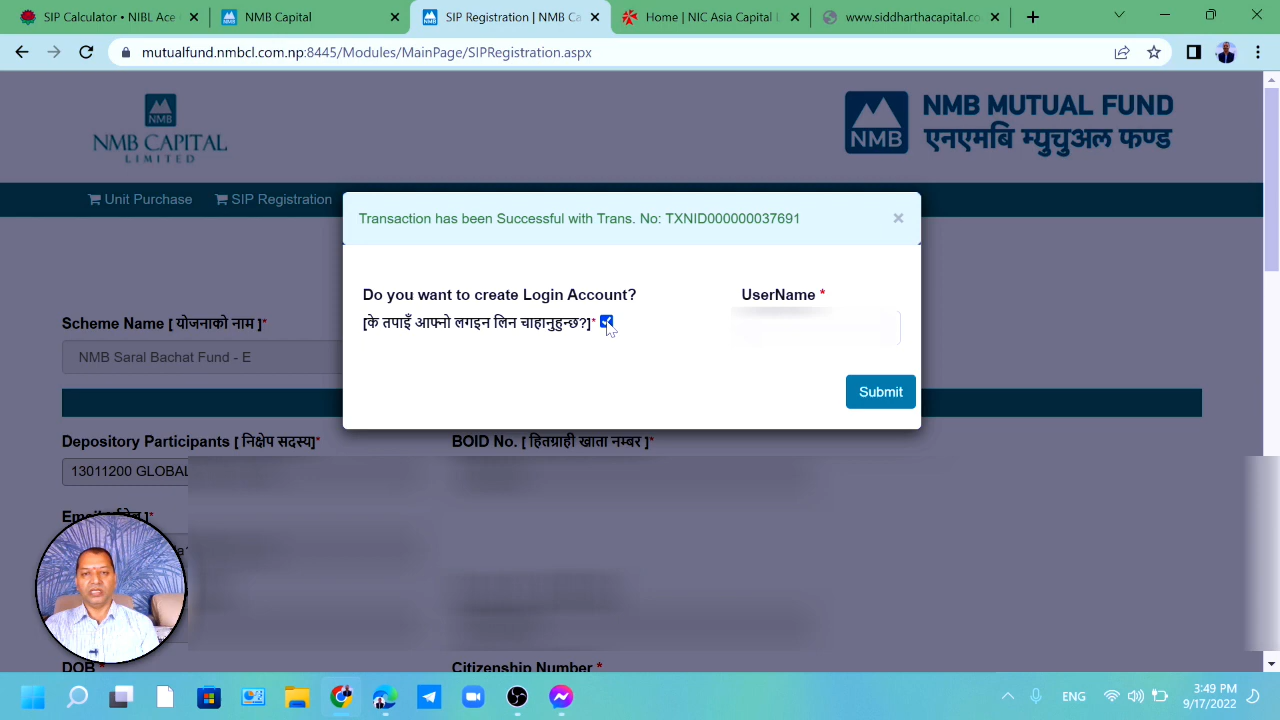 SIP Calculator • NIBL Ace
NMB Capital
SIP Registration | NMB Ca
Home | NIC Asia Capital L
www.siddharthacapital.co
mutualfund.nmbcl.com.np:8445/Modules/MainPage/SIPRegistration.aspx
NMB
NMB CAPITAL
LIMITED
NMB
NMB MUTUAL FUND
एनएमबि म्युचुअल फण्ड
Unit Purchase
SIP Registration
Transaction has been Successful with Trans. No: TXNID000000037691
×
Do you want to create Login Account?
[के तपाइँ आफ्नो लगइन लिन चाहानुहुन्छ?]*
UserName *
Submit
Scheme Name [ योजनाको नाम ]*
NMB Saral Bachat Fund - E
Depository Participants [ निक्षेप सदस्य]*
BOID No. [ हितग्राही खाता नम्बर ]*
13011200 GLOBAL
DOB *
Citizenship Number *
ENG
3:49 PM
9/17/2022